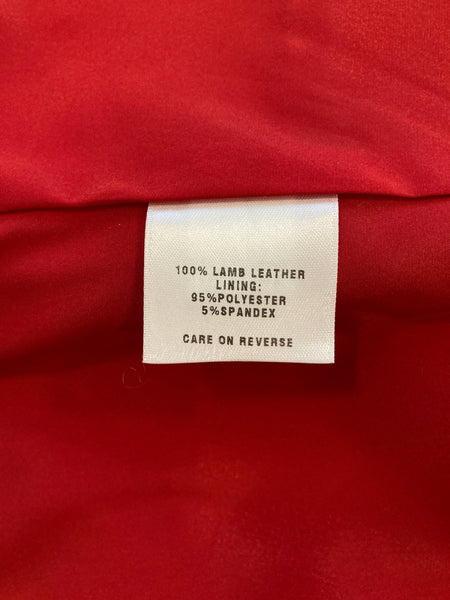 100% LAMB LEATHER
LINING:
95%POLYESTER
5%SPANDEX
CARE ON REVERSE